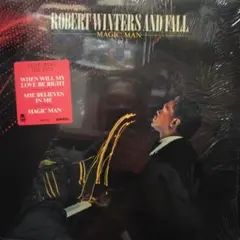 ROBERT WINTERS AND FALL
MAGIC MAN
WHEN WILL MY
LOVE BE RIGHT
SHE BELIEVES
IN ME
MAGIC MAN